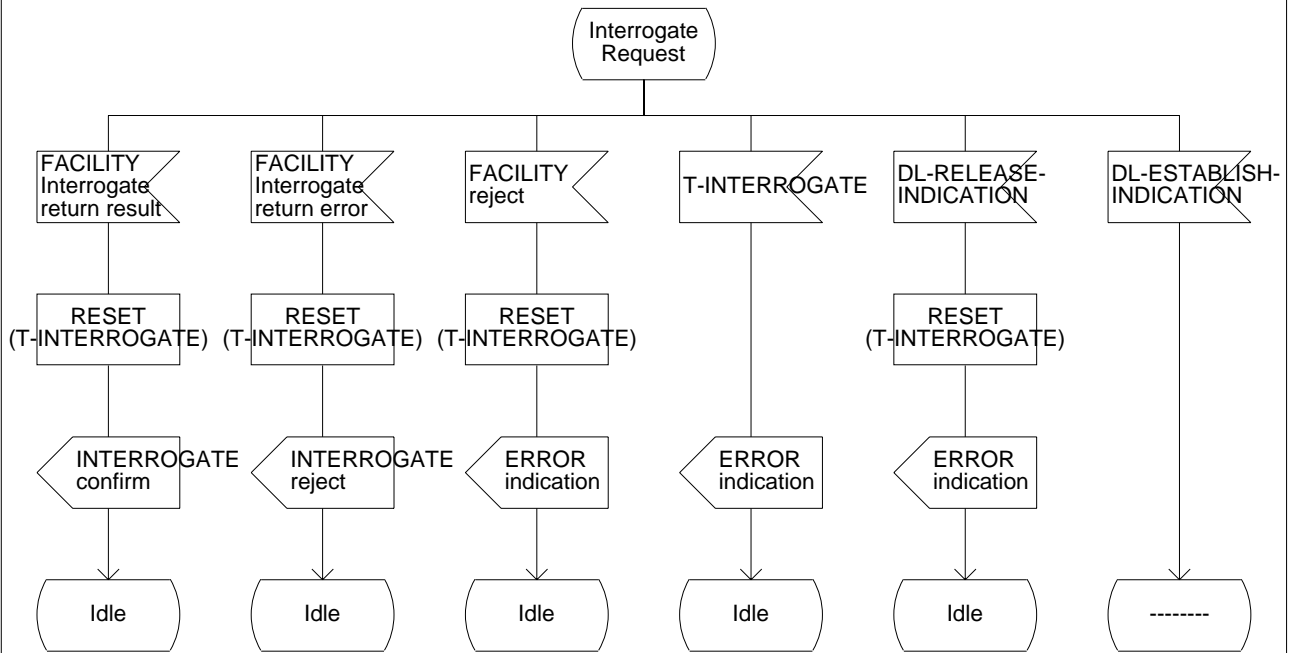 Interrogate
Request
FACILITY
Interrogate
return result
FACILITY
Interrogate
return error
FACILITY
reject
T-INTERROGATE
DL-RELEASE-
INDICATION
DL-ESTABLISH-
INDICATION
RESET
(T-INTERROGATE)
RESET
(T-INTERROGATE)
RESET
(T-INTERROGATE)
RESET
(T-INTERROGATE)
INTERROGATE
confirm
INTERROGATE
reject
ERROR
indication
ERROR
indication
ERROR
indication
Idle
Idle
Idle
Idle
Idle
--------